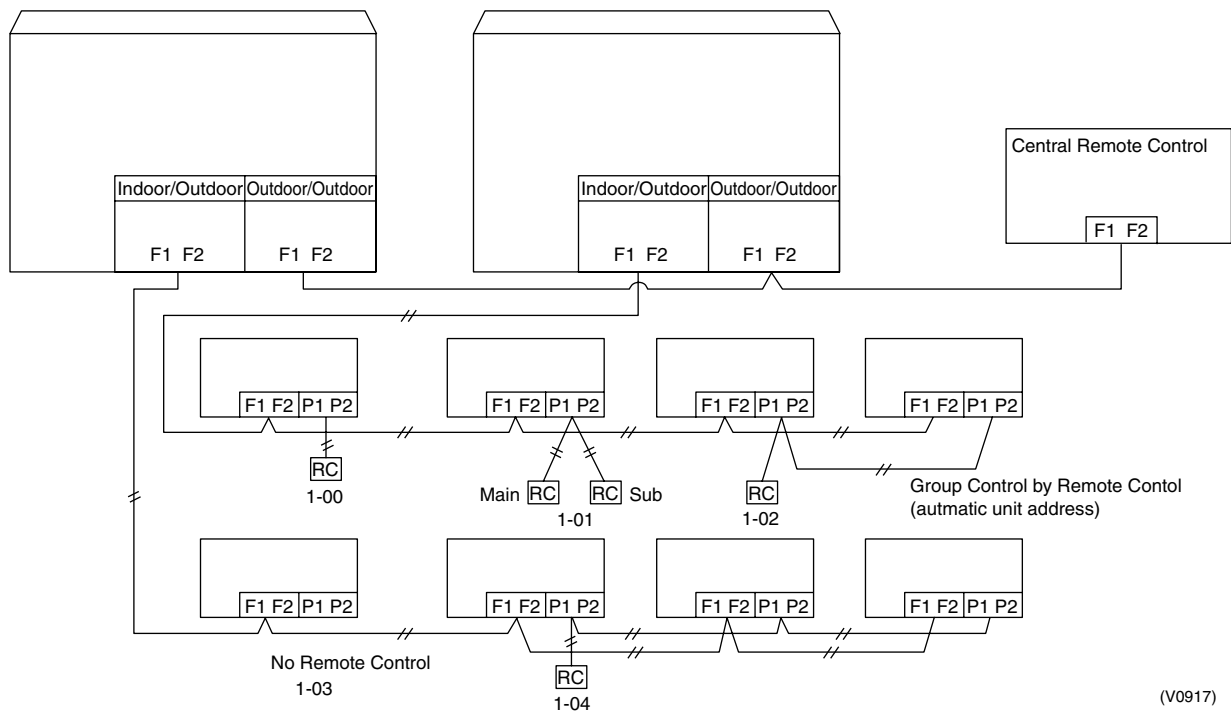 Central Remote Control
Indoor/Outdoor Outdoor/Outdoor Indoor/Outdoor Outdoor/Outdoor
F1 F2
F1 F2 F1 F2 F1 F2 F1 F2
F1 F2 P1 P2 F1 F2 P1 P2 F1 F2 P1 P2 F1 F2 P1 P2
RC
1-00
Main RC RC Sub
1-01
RC
1-02
Group Control by Remote Contol
(autmatic unit address)
F1 F2 P1 P2 F1 F2 P1 P2 F1 F2 P1 P2 F1 F2 P1 P2
No Remote Control
1-03
RC
1-04
(V0917)